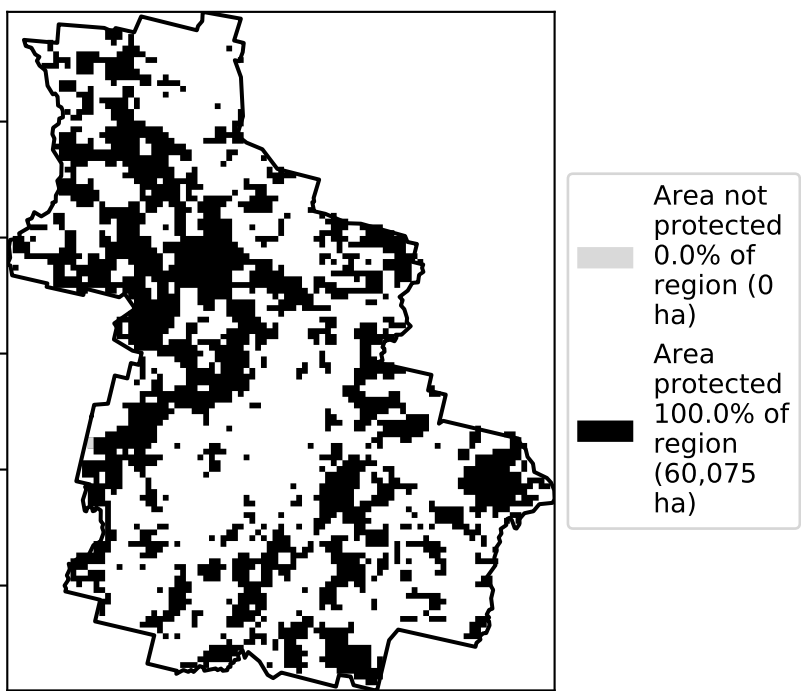 Area not
protected
0.0% of
region (0
ha)
Area
protected
100.0% of
region
(60,075
ha)